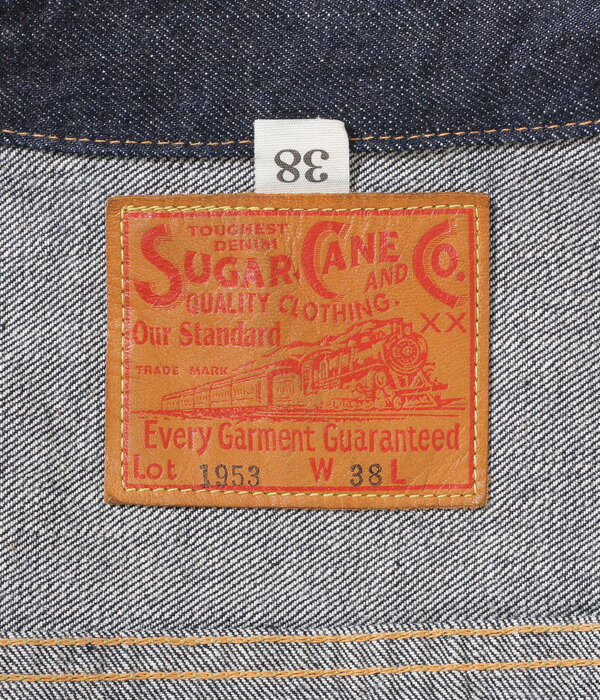 38
TOUGHEST
DENIM
SUGAR CANE
AND Co.
QUALITY CLOTHING.
Our Standard XX
TRADE MARK
Every Garment Guaranteed
Lot 1953 W 38 L